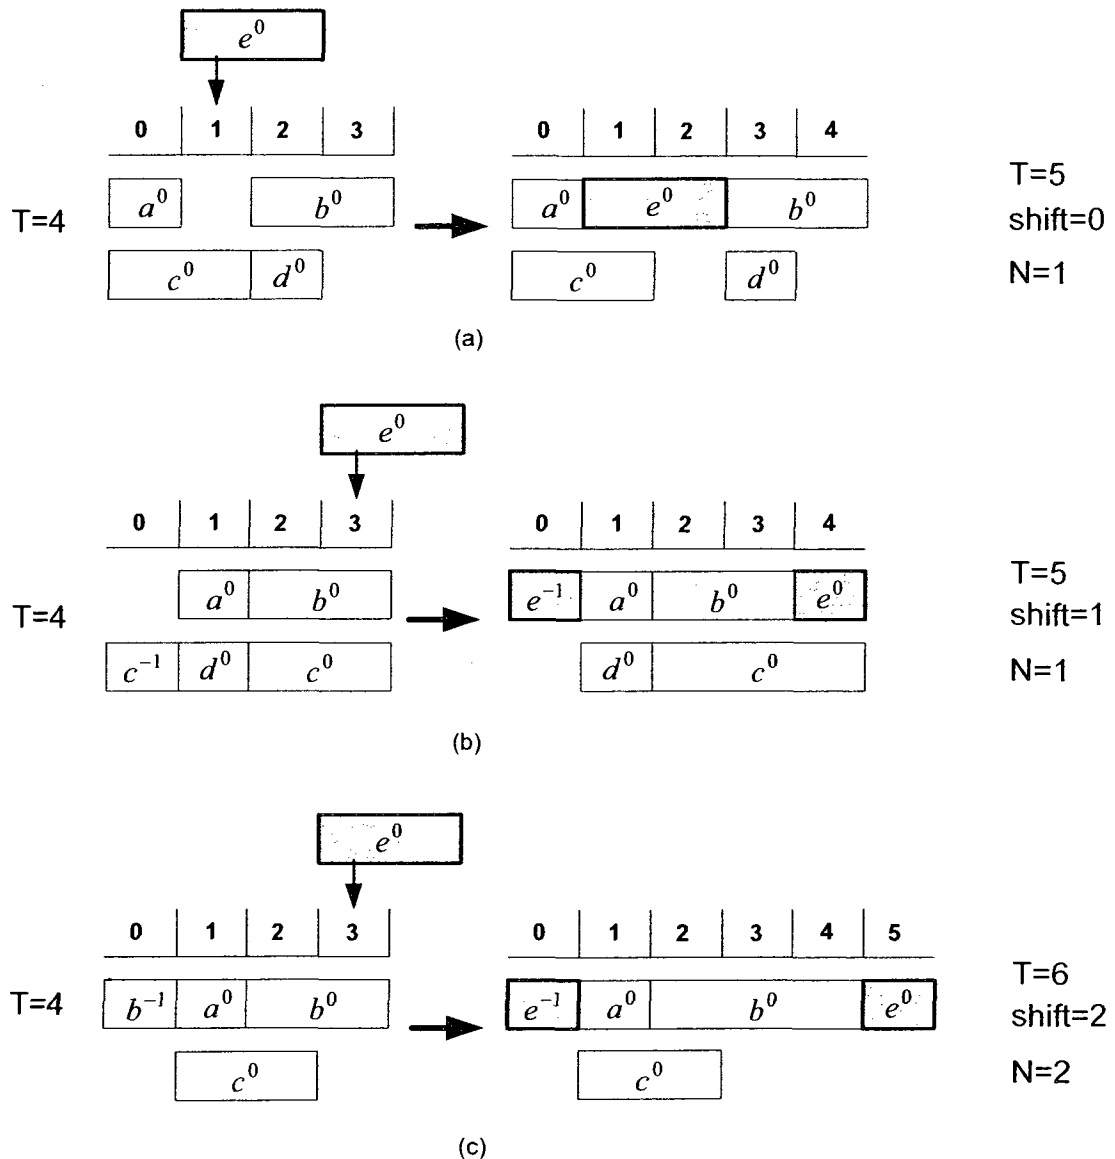 e⁰
0 1 2 3 0 1 2 3 4
a⁰ b⁰ a⁰ e⁰ b⁰ T=5
T=4 shift=0
c⁰ d⁰ c⁰ d⁰ N=1
(a)
e⁰
0 1 2 3 0 1 2 3 4
a⁰ b⁰ e⁻¹ a⁰ b⁰ e⁰ T=5
T=4 shift=1
c⁻¹ d⁰ c⁰ d⁰ c⁰ N=1
(b)
e⁰
0 1 2 3 0 1 2 3 4 5
T=4 b⁻¹ a⁰ b⁰ e⁻¹ a⁰ b⁰ e⁰ T=6
shift=2
c⁰ c⁰ N=2
(c)